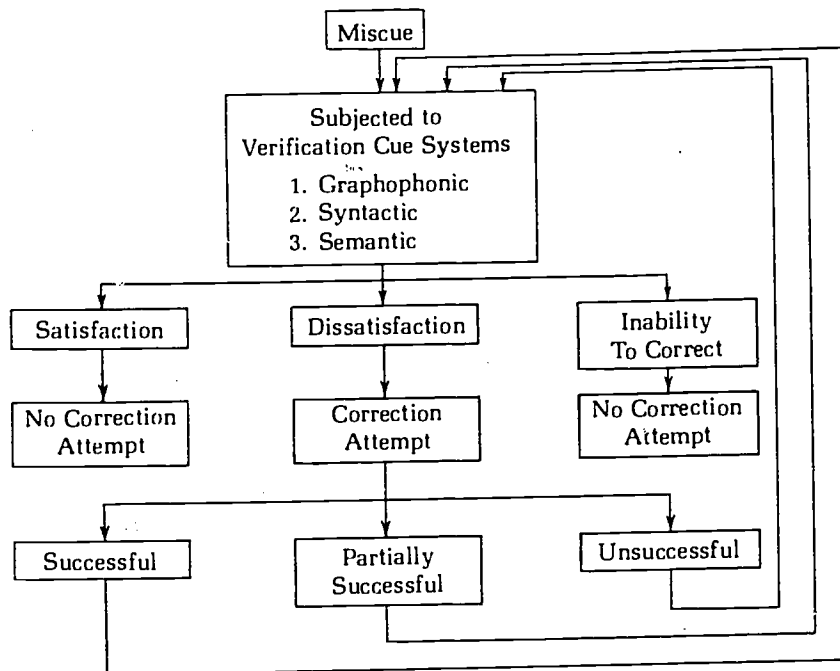 Miscue
Subjected to
Verification Cue Systems
1. Graphophonic
2. Syntactic
3. Semantic
Satisfaction
Dissatisfaction
Inability
To Correct
No Correction
Attempt
Correction
Attempt
No Correction
Attempt
Successful
Partially
Successful
Unsuccessful